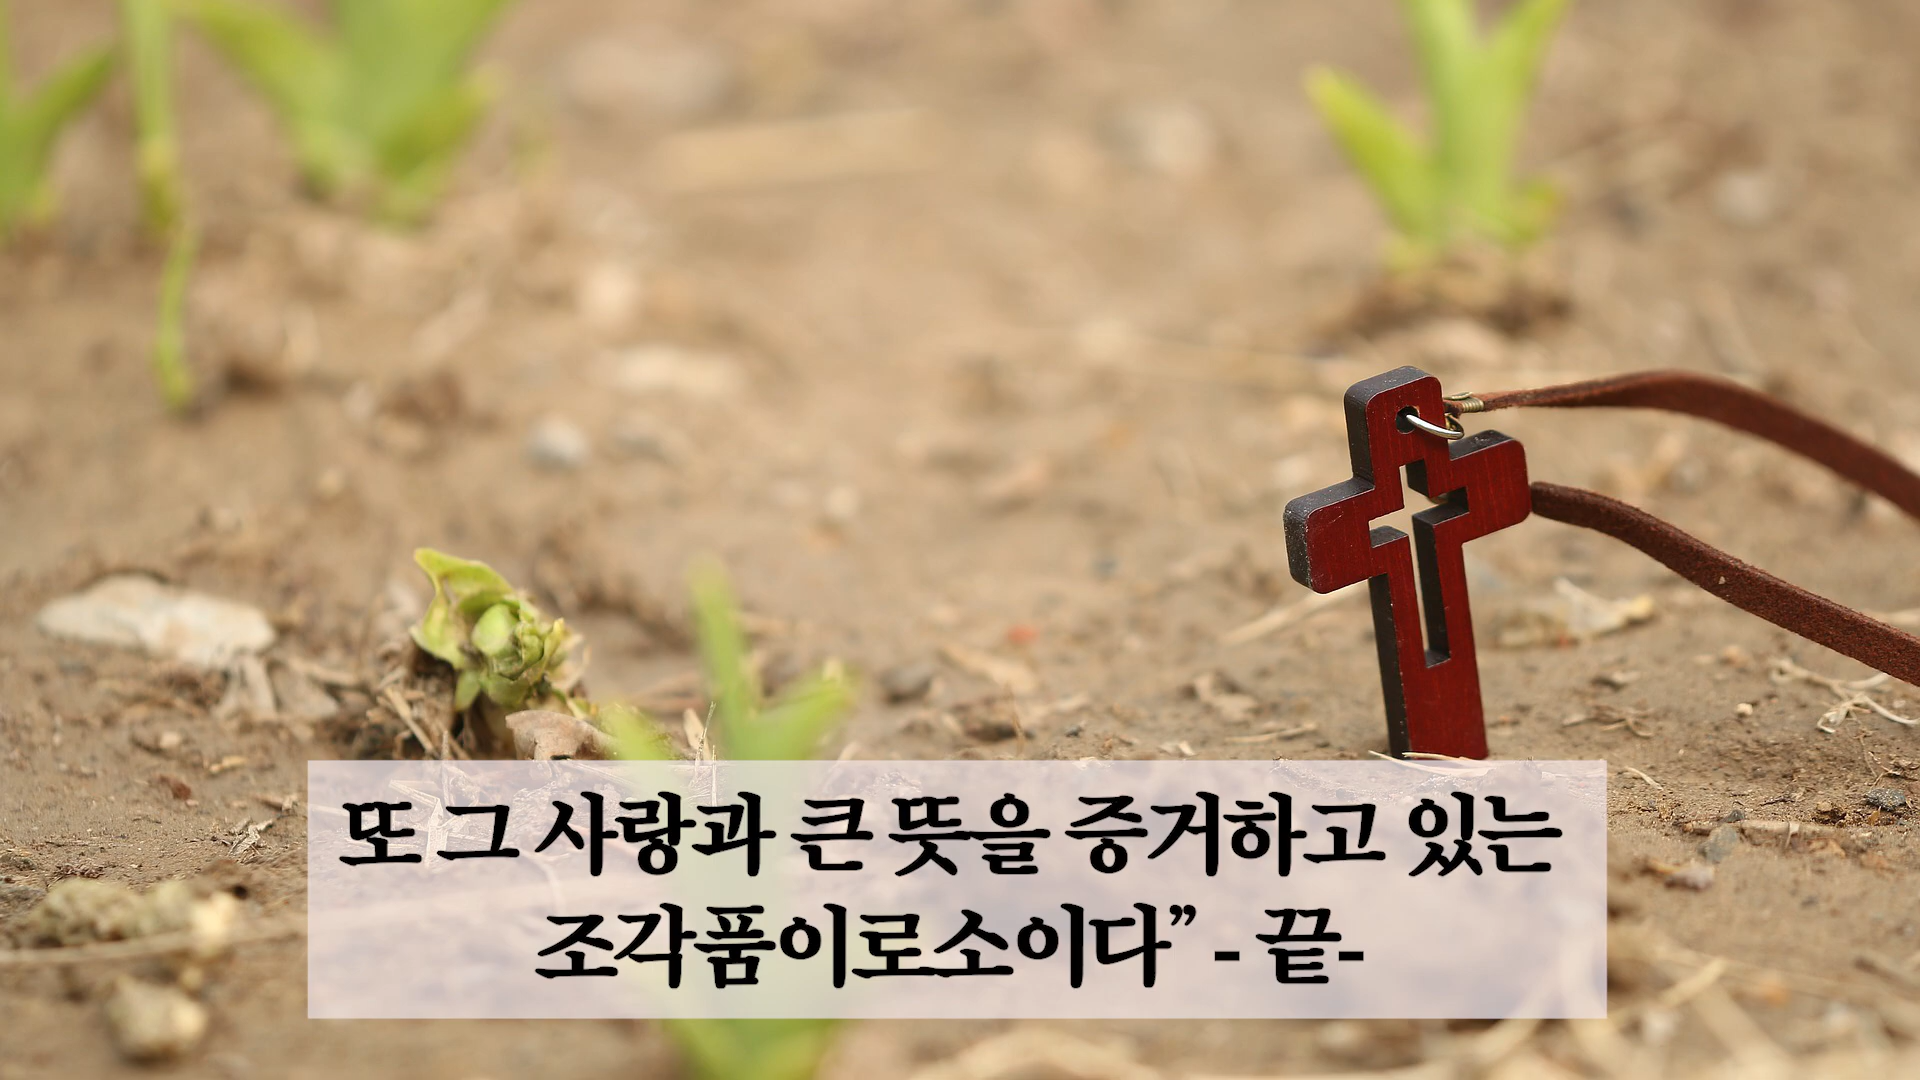 또 그 사랑과 큰 뜻을 증거하고 있는
조각품이로소이다” - 끝-